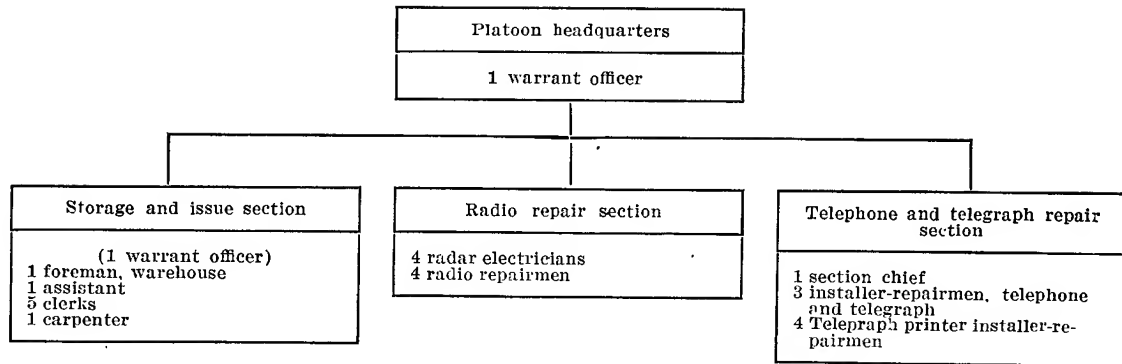 Platoon headquarters
1 warrant officer
Storage and issue section
(1 warrant officer)
1 foreman, warehouse
1 assistant
5 clerks
1 carpenter
Radio repair section
4 radar electricians
4 radio repairmen
Telephone and telegraph repair
section
1 section chief
3 installer-repairmen, telephone
and telegraph
4 Telepraph printer installer-re-
pairmen